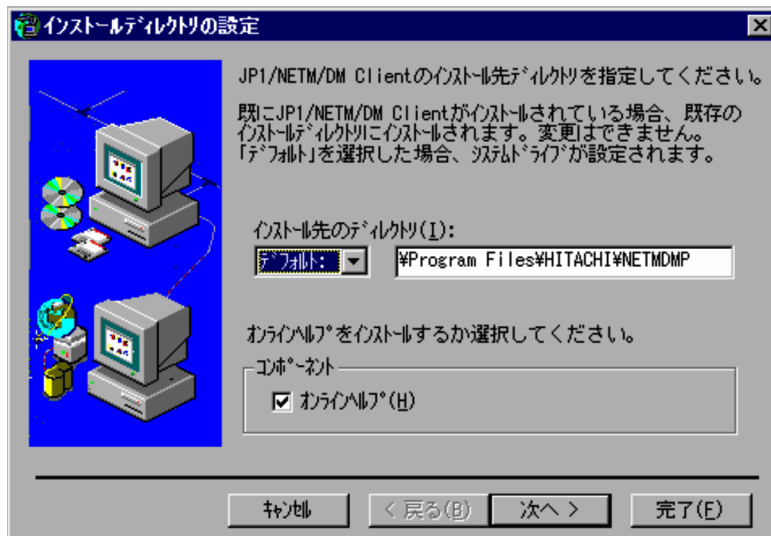 インストールディレクトリの設定
JP1/NETM/DM Clientのインストール先ディレクトリを指定してください。
既にJP1/NETM/DM Clientがインストールされている場合、既存の
インストールディレクトリにインストールされます。変更はできません。
「デフォルト」を選択した場合、システムドライブが設定されます。
インストール先のディレクトリ(I):
デフォルト: ¥Program Files¥HITACHI¥NETMDMP
オンラインヘルプをインストールするか選択してください。
コンポーネント
オンラインヘルプ(H)
キャンセル < 戻る(B) 次へ > 完了(F)